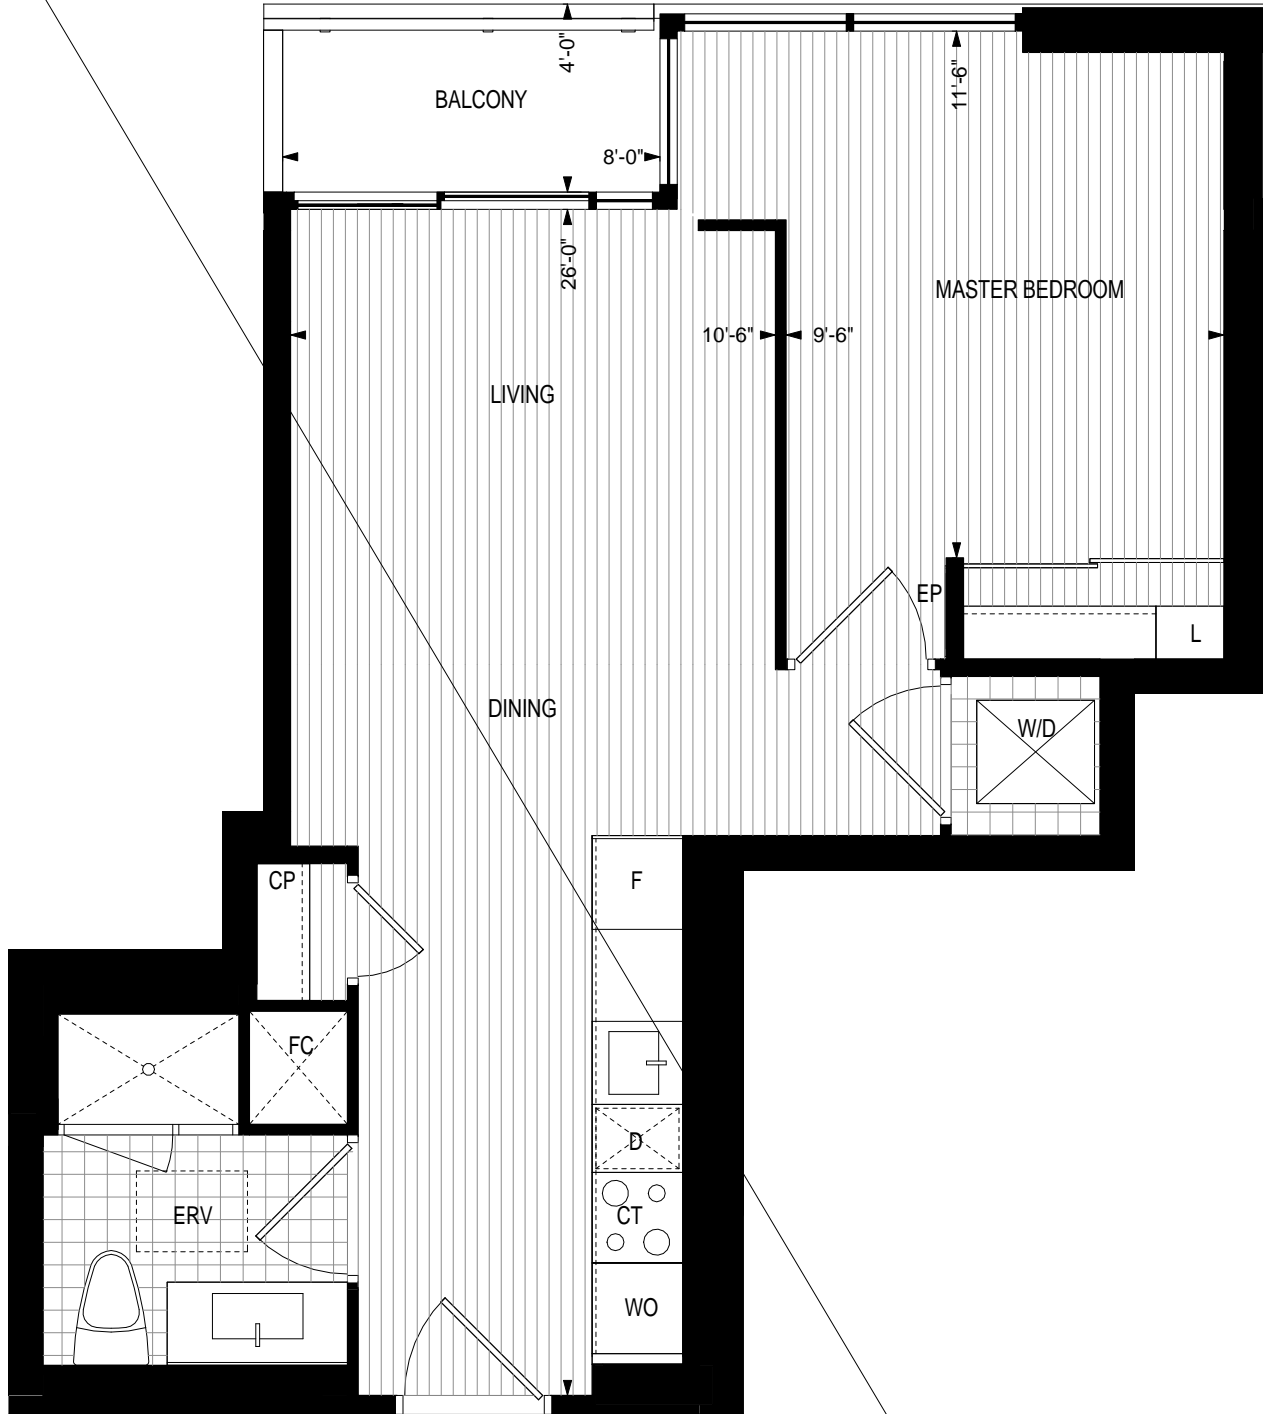 4'-0"
11'-6"
BALCONY
8'-0"
26'-0"
MASTER BEDROOM
10'-6"
9'-6"
LIVING
EP
L
DINING
W/D
CP
F
FC
D
ERV
CT
WO